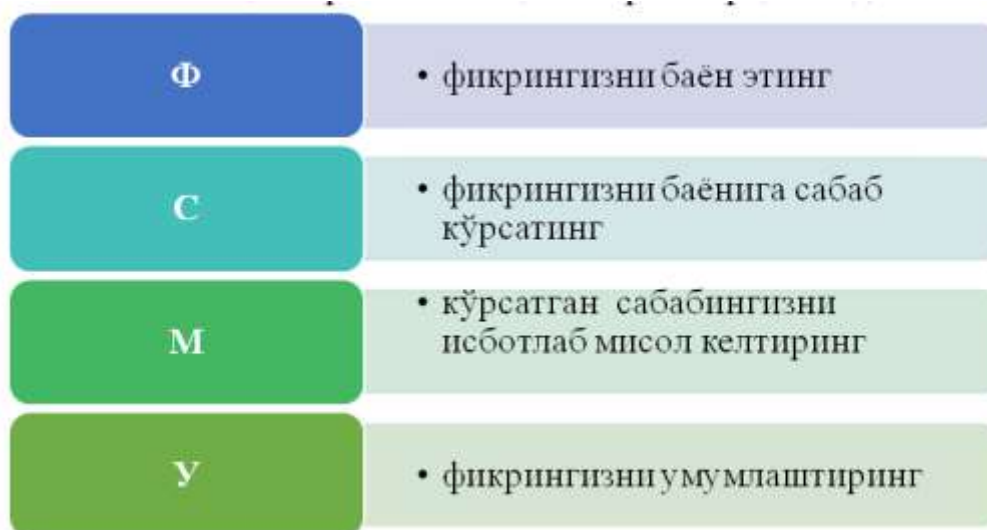 Ф
• фикрингизни баён этинг
С
• фикрингизни баёнига сабаб
кўрсатинг
М
• кўрсатган сабабингизни
исботлаб мисол келтиринг
У
• фикрингизни умумлаштиринг